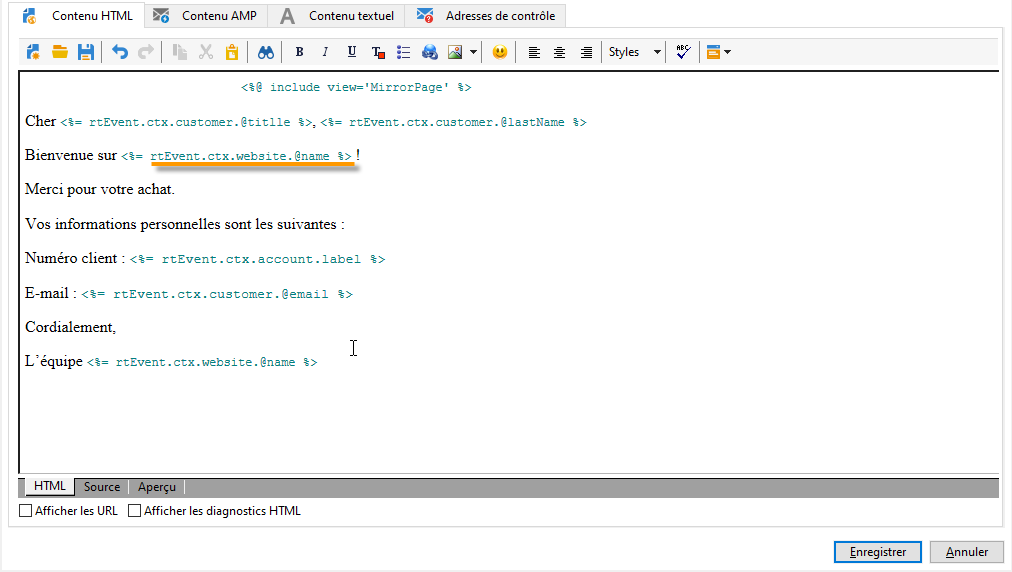 Contenu HTML Contenu AMP Contenu textuel Adresses de contrôle
B I U T Styles ABC
<%@ include view='MirrorPage' %>
Cher <%= rtEvent.ctx.customer.@titlle %>, <%= rtEvent.ctx.customer.@lastName %>
Bienvenue sur <%= rtEvent.ctx.website.@name %> !
Merci pour votre achat.
Vos informations personnelles sont les suivantes :
Numéro client : <%= rtEvent.ctx.account.label %>
E-mail : <%= rtEvent.ctx.customer.@email %>
Cordialement,
L’équipe <%= rtEvent.ctx.website.@name %>
HTML Source Aperçu
Afficher les URL Afficher les diagnostics HTML
Enregistrer Annuler